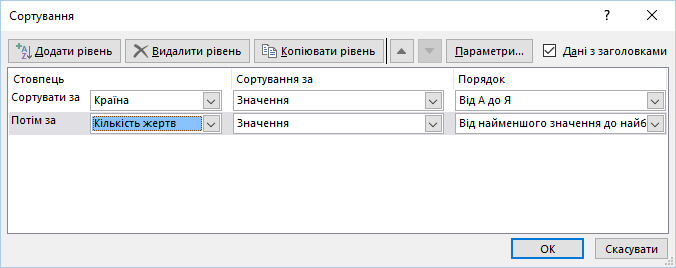 Сортування
Додати рівень Видалити рівень Копіювати рівень Параметри... Дані з заголовками
Стовпець Сортування за Порядок
Сортувати за Країна Значення Від А до Я
Потім за Кількість жертв Значення Від найменшого значення до найб
OK Скасувати